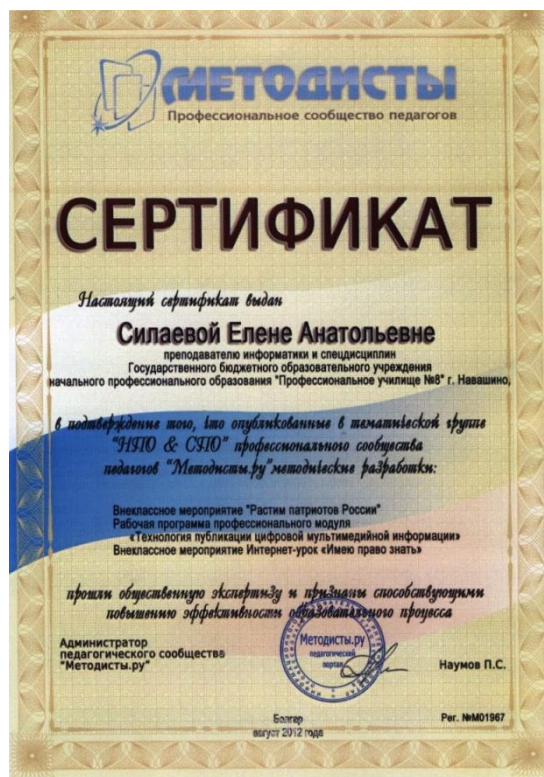 МЕТОДИСТЫ
Профессиональное сообщество педагогов
СЕРТИФИКАТ
Настоящий сертификат выдан
Силаевой Елене Анатольевне
преподавателю информатики и спецдисциплин
Государственного бюджетного образовательного учреждения
начального профессионального образования "Профессиональное училище №8" г. Навашино,
в подтверждение того, что опубликованные в тематической группе
"НПО & СПО" профессионального сообщества
педагогов "Методисты.ру" методические разработки:
Внеклассное мероприятие "Растим патриотов России"
Рабочая программа профессионального модуля
«Технология публикации цифровой мультимедийной информации»
Внеклассное мероприятие Интернет-урок «Имею право знать»
прошли общественную экспертизу и признаны способствующими
повышению эффективности образовательного процесса
Администратор
педагогического сообщества
"Методисты.ру"
Методисты.ру
педагогический
портал
Наумов П.С.
Болгар
август 2012 года
Рег. №М01967